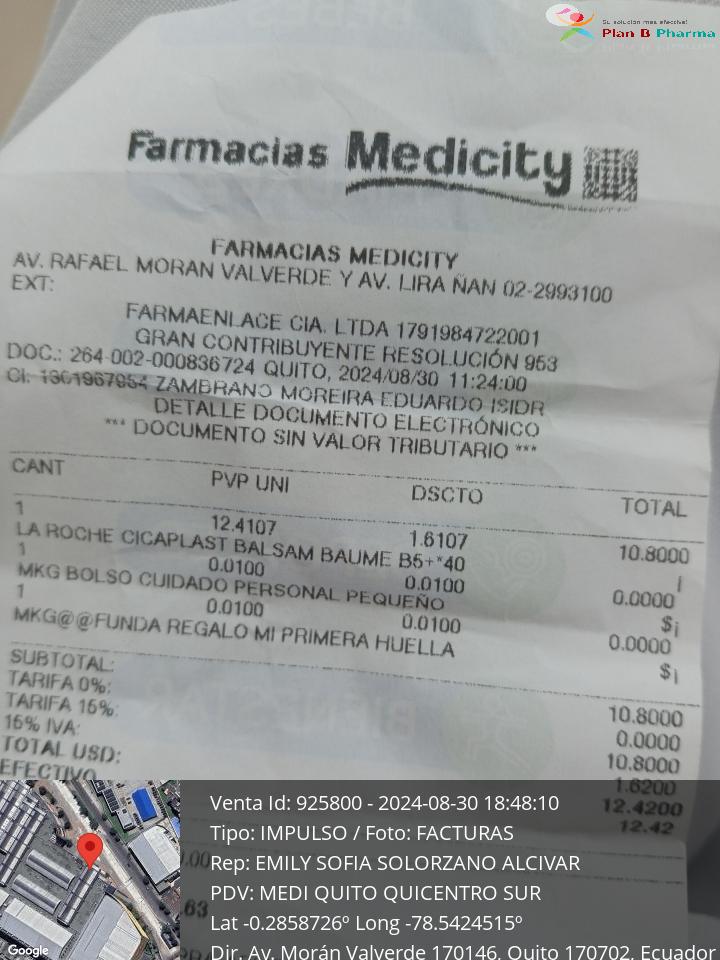 Su solución más efectiva!
Plan B Pharma
Farmacias Medicity
FARMACIAS MEDICITY
AV. RAFAEL MORAN VALVERDE Y AV. LIRA ÑAN 02-2993100
EXT:
FARMAENLACE CIA. LTDA 1791984722001
GRAN CONTRIBUYENTE RESOLUCIÓN 953
DOC.: 264-002-000836724 QUITO, 2024/08/30 11:24:00
CI: 1301967954 ZAMBRANO MOREIRA EDUARDO ISIDR
DETALLE DOCUMENTO ELECTRÓNICO
*** DOCUMENTO SIN VALOR TRIBUTARIO ***
CANT PVP UNI DSCTO TOTAL
1 12.4107 1.6107 10.8000
LA ROCHE CICAPLAST BALSAM BAUME B5+*40 i
1 0.0100 0.0100 0.0000
MKG BOLSO CUIDADO PERSONAL PEQUEÑO $i
1 0.0100 0.0100 0.0000
MKG@@FUNDA REGALO MI PRIMERA HUELLA $i
SUBTOTAL: 10.8000
TARIFA 0%: 0.0000
TARIFA 15%: 10.8000
15% IVA: 1.6200
TOTAL USD: 12.4200
EFECTIVO 12.42
Venta Id: 925800 - 2024-08-30 18:48:10
Tipo: IMPULSO / Foto: FACTURAS
Rep: EMILY SOFIA SOLORZANO ALCIVAR
PDV: MEDI QUITO QUICENTRO SUR
Lat -0.2858726º Long -78.5424515º
Dir. Av. Morán Valverde 170146, Quito 170702, Ecuador
Google